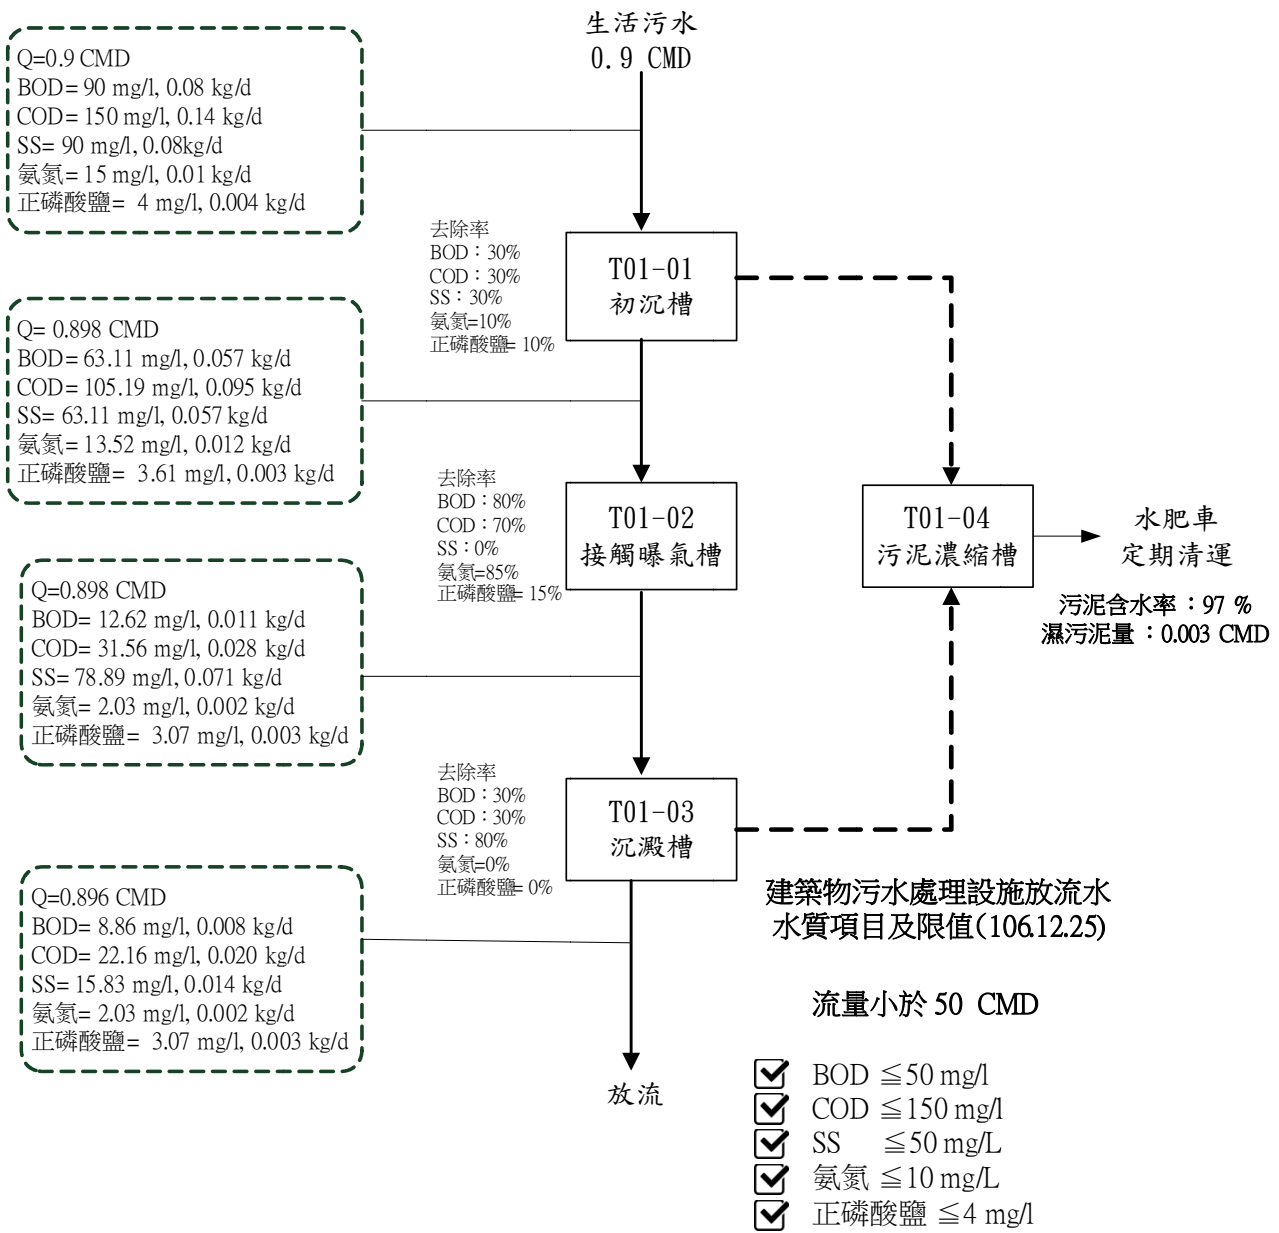 生活污水
0.9 CMD
Q=0.9 CMD
BOD= 90 mg/l, 0.08 kg/d
COD= 150 mg/l, 0.14 kg/d
SS= 90 mg/l, 0.08kg/d
氨氮= 15 mg/l, 0.01 kg/d
正磷酸鹽= 4 mg/l, 0.004 kg/d
去除率
BOD：30%
COD：30%
SS：30%
氨氮=10%
正磷酸鹽= 10%
T01-01
初沉槽
Q= 0.898 CMD
BOD= 63.11 mg/l, 0.057 kg/d
COD= 105.19 mg/l, 0.095 kg/d
SS= 63.11 mg/l, 0.057 kg/d
氨氮= 13.52 mg/l, 0.012 kg/d
正磷酸鹽= 3.61 mg/l, 0.003 kg/d
去除率
BOD：80%
COD：70%
SS：0%
氨氮=85%
正磷酸鹽= 15%
T01-02
接觸曝氣槽
T01-04
污泥濃縮槽
水肥車
定期清運
污泥含水率：97 %
濕污泥量：0.003 CMD
Q=0.898 CMD
BOD= 12.62 mg/l, 0.011 kg/d
COD= 31.56 mg/l, 0.028 kg/d
SS= 78.89 mg/l, 0.071 kg/d
氨氮= 2.03 mg/l, 0.002 kg/d
正磷酸鹽= 3.07 mg/l, 0.003 kg/d
去除率
BOD：30%
COD：30%
SS：80%
氨氮=0%
正磷酸鹽= 0%
T01-03
沉澱槽
Q=0.896 CMD
BOD= 8.86 mg/l, 0.008 kg/d
COD= 22.16 mg/l, 0.020 kg/d
SS= 15.83 mg/l, 0.014 kg/d
氨氮= 2.03 mg/l, 0.002 kg/d
正磷酸鹽= 3.07 mg/l, 0.003 kg/d
放流
建築物污水處理設施放流水
水質項目及限值(106.12.25)
流量小於 50 CMD
BOD ≦50 mg/l
COD ≦150 mg/l
SS ≦50 mg/L
氨氮 ≦10 mg/L
正磷酸鹽 ≦4 mg/l